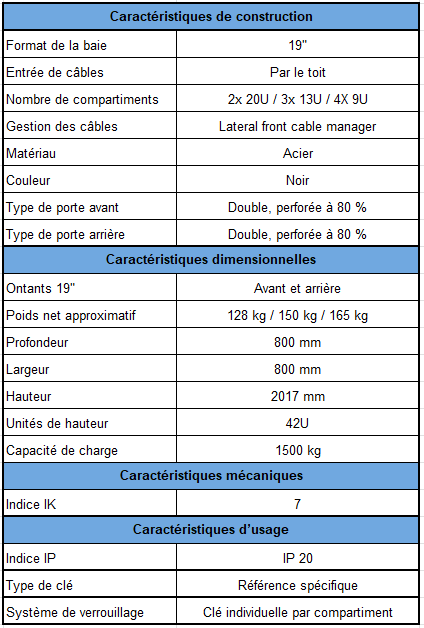 Caractéristiques de construction
Format de la baie 19"
Entrée de câbles Par le toit
Nombre de compartiments 2x 20U / 3x 13U / 4X 9U
Gestion des câbles Lateral front cable manager
Matériau Acier
Couleur Noir
Type de porte avant Double, perforée à 80 %
Type de porte arrière Double, perforée à 80 %
Caractéristiques dimensionnelles
Ontants 19" Avant et arrière
Poids net approximatif 128 kg / 150 kg / 165 kg
Profondeur 800 mm
Largeur 800 mm
Hauteur 2017 mm
Unités de hauteur 42U
Capacité de charge 1500 kg
Caractéristiques mécaniques
Indice IK 7
Caractéristiques d'usage
Indice IP IP 20
Type de clé Référence spécifique
Système de verrouillage Clé individuelle par compartiment